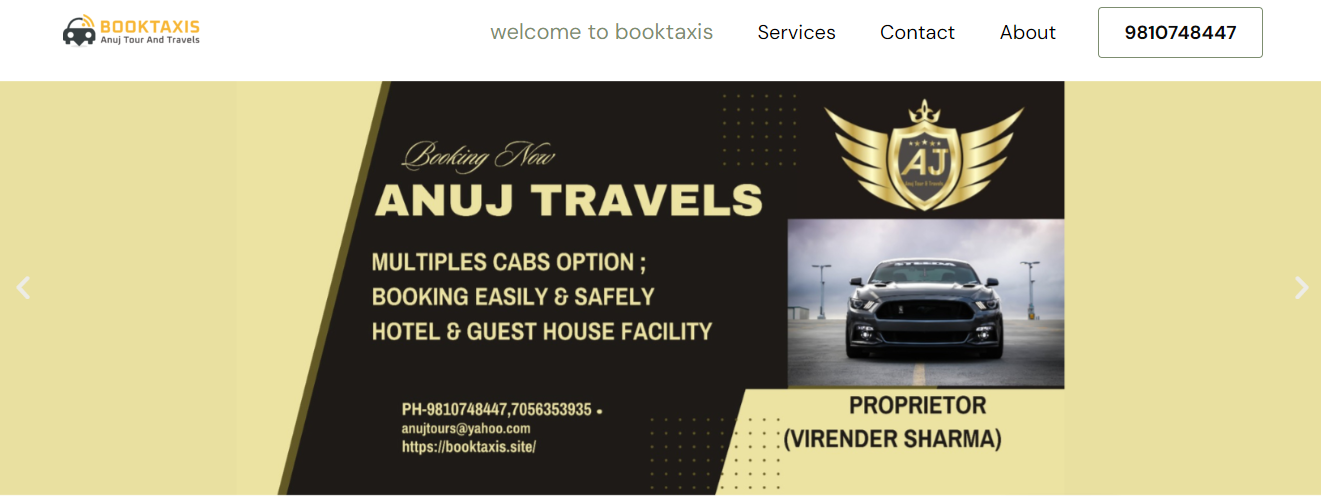 BOOKTAXIS
Anuj Tour And Travels
welcome to booktaxis
Services
Contact
About
9810748447
Booking Now
ANUJ TRAVELS
MULTIPLES CABS OPTION ;
BOOKING EASILY & SAFELY
HOTEL & GUEST HOUSE FACILITY
PH-9810748447,7056353935 •
anujtours@yahoo.com
https://booktaxis.site/
AJ
Anuj Tour & Travels
PROPRIETOR
(VIRENDER SHARMA)